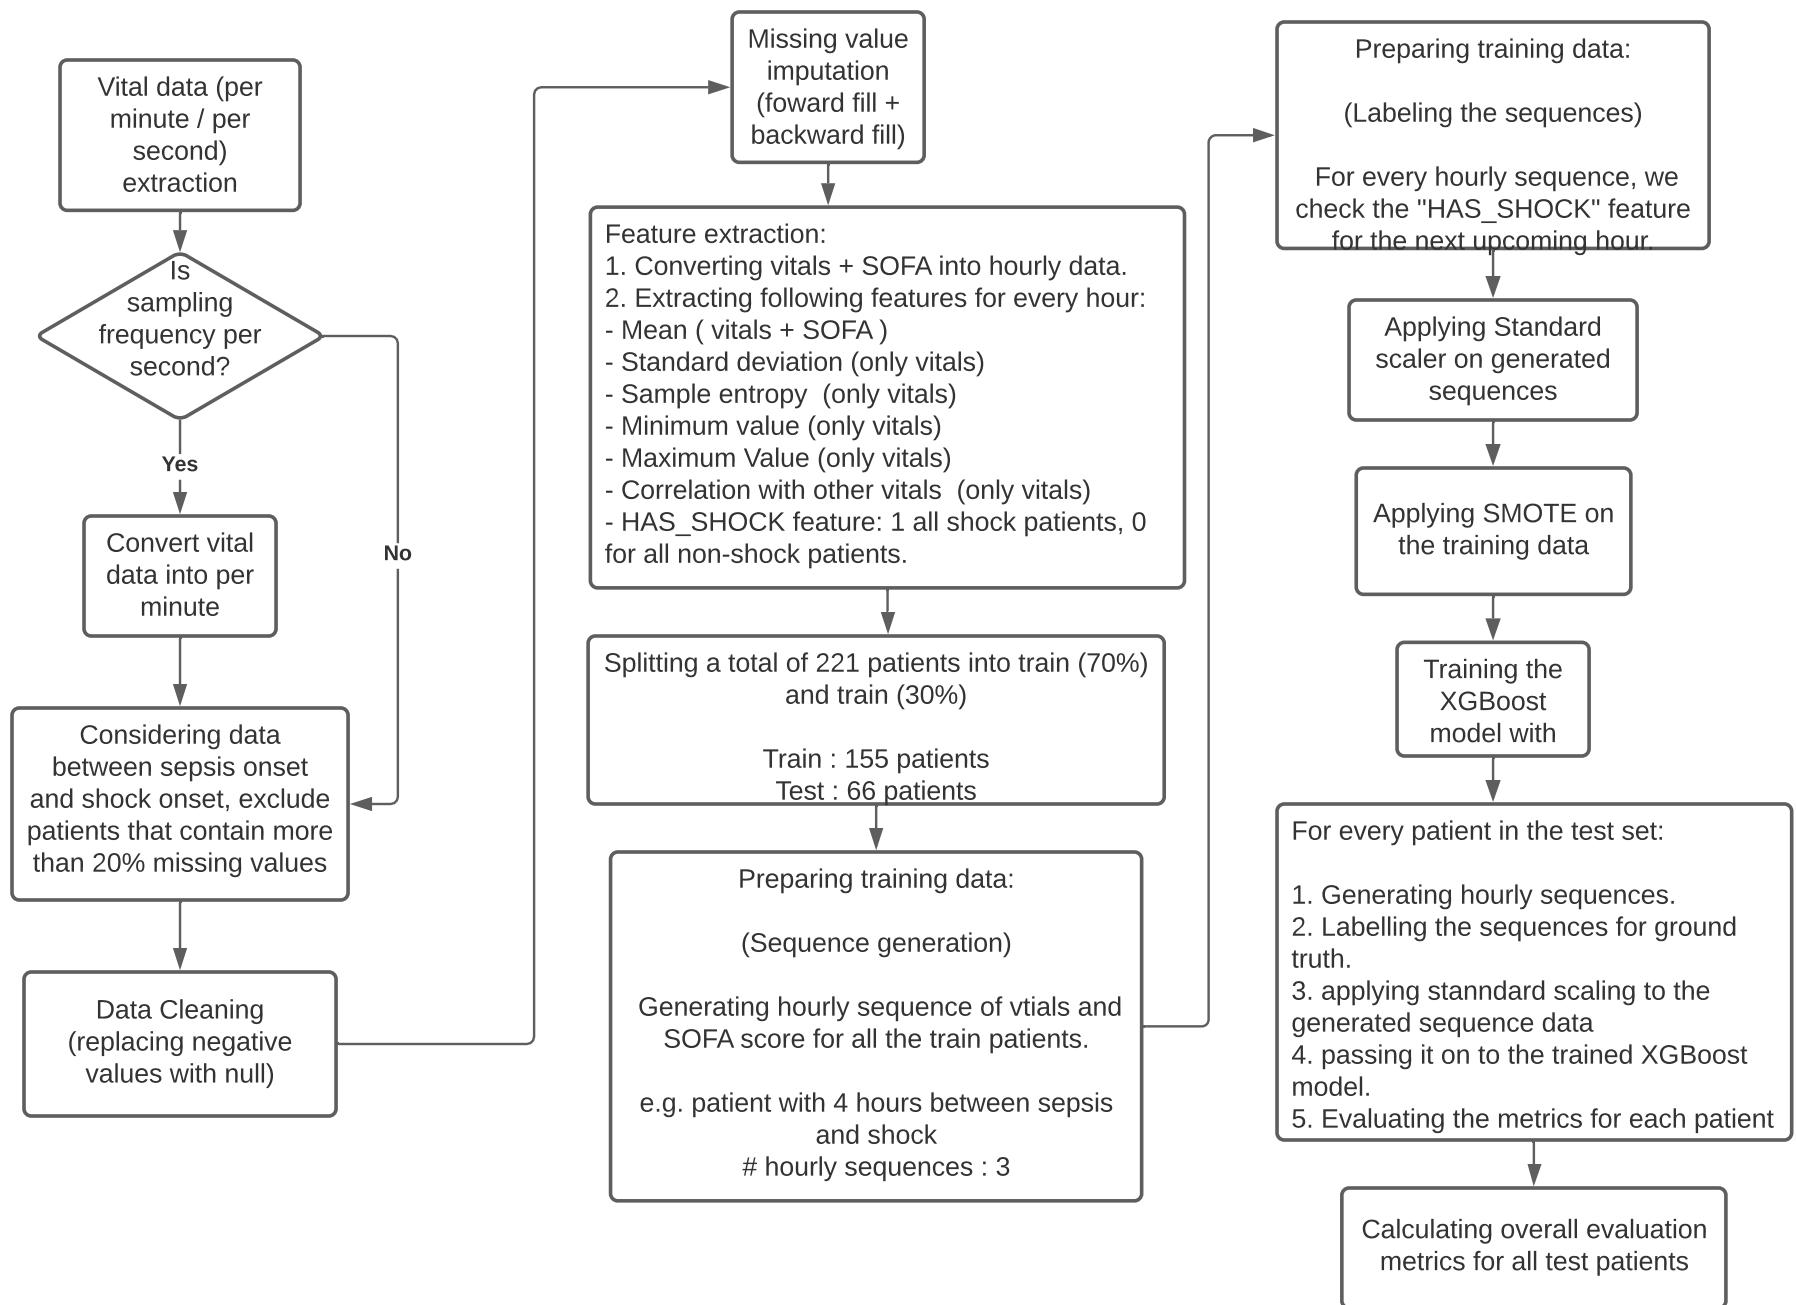 Vital data (per
minute / per
second)
extraction
Is
sampling
frequency per
second?
Yes
No
Convert vital
data into per
minute
Considering data
between sepsis onset
and shock onset, exclude
patients that contain more
than 20% missing values
Data Cleaning
(replacing negative
values with null)
Missing value
imputation
(foward fill +
backward fill)
Feature extraction:
1. Converting vitals + SOFA into hourly data.
2. Extracting following features for every hour:
- Mean ( vitals + SOFA )
- Standard deviation (only vitals)
- Sample entropy  (only vitals)
- Minimum value (only vitals)
- Maximum Value (only vitals)
- Correlation with other vitals  (only vitals)
- HAS_SHOCK feature: 1 all shock patients, 0
for all non-shock patients.
Splitting a total of 221 patients into train (70%)
and train (30%)
Train : 155 patients
Test : 66 patients
Preparing training data:
(Sequence generation)
Generating hourly sequence of vtials and
SOFA score for all the train patients.
e.g. patient with 4 hours between sepsis
and shock
# hourly sequences : 3
Preparing training data:
(Labeling the sequences)
For every hourly sequence, we
check the "HAS_SHOCK" feature
for the next upcoming hour.
Applying Standard
scaler on generated
sequences
Applying SMOTE on
the training data
Training the
XGBoost
model with
For every patient in the test set:
1. Generating hourly sequences.
2. Labelling the sequences for ground
truth.
3. applying stanndard scaling to the
generated sequence data
4. passing it on to the trained XGBoost
model.
5. Evaluating the metrics for each patient
Calculating overall evaluation
metrics for all test patients